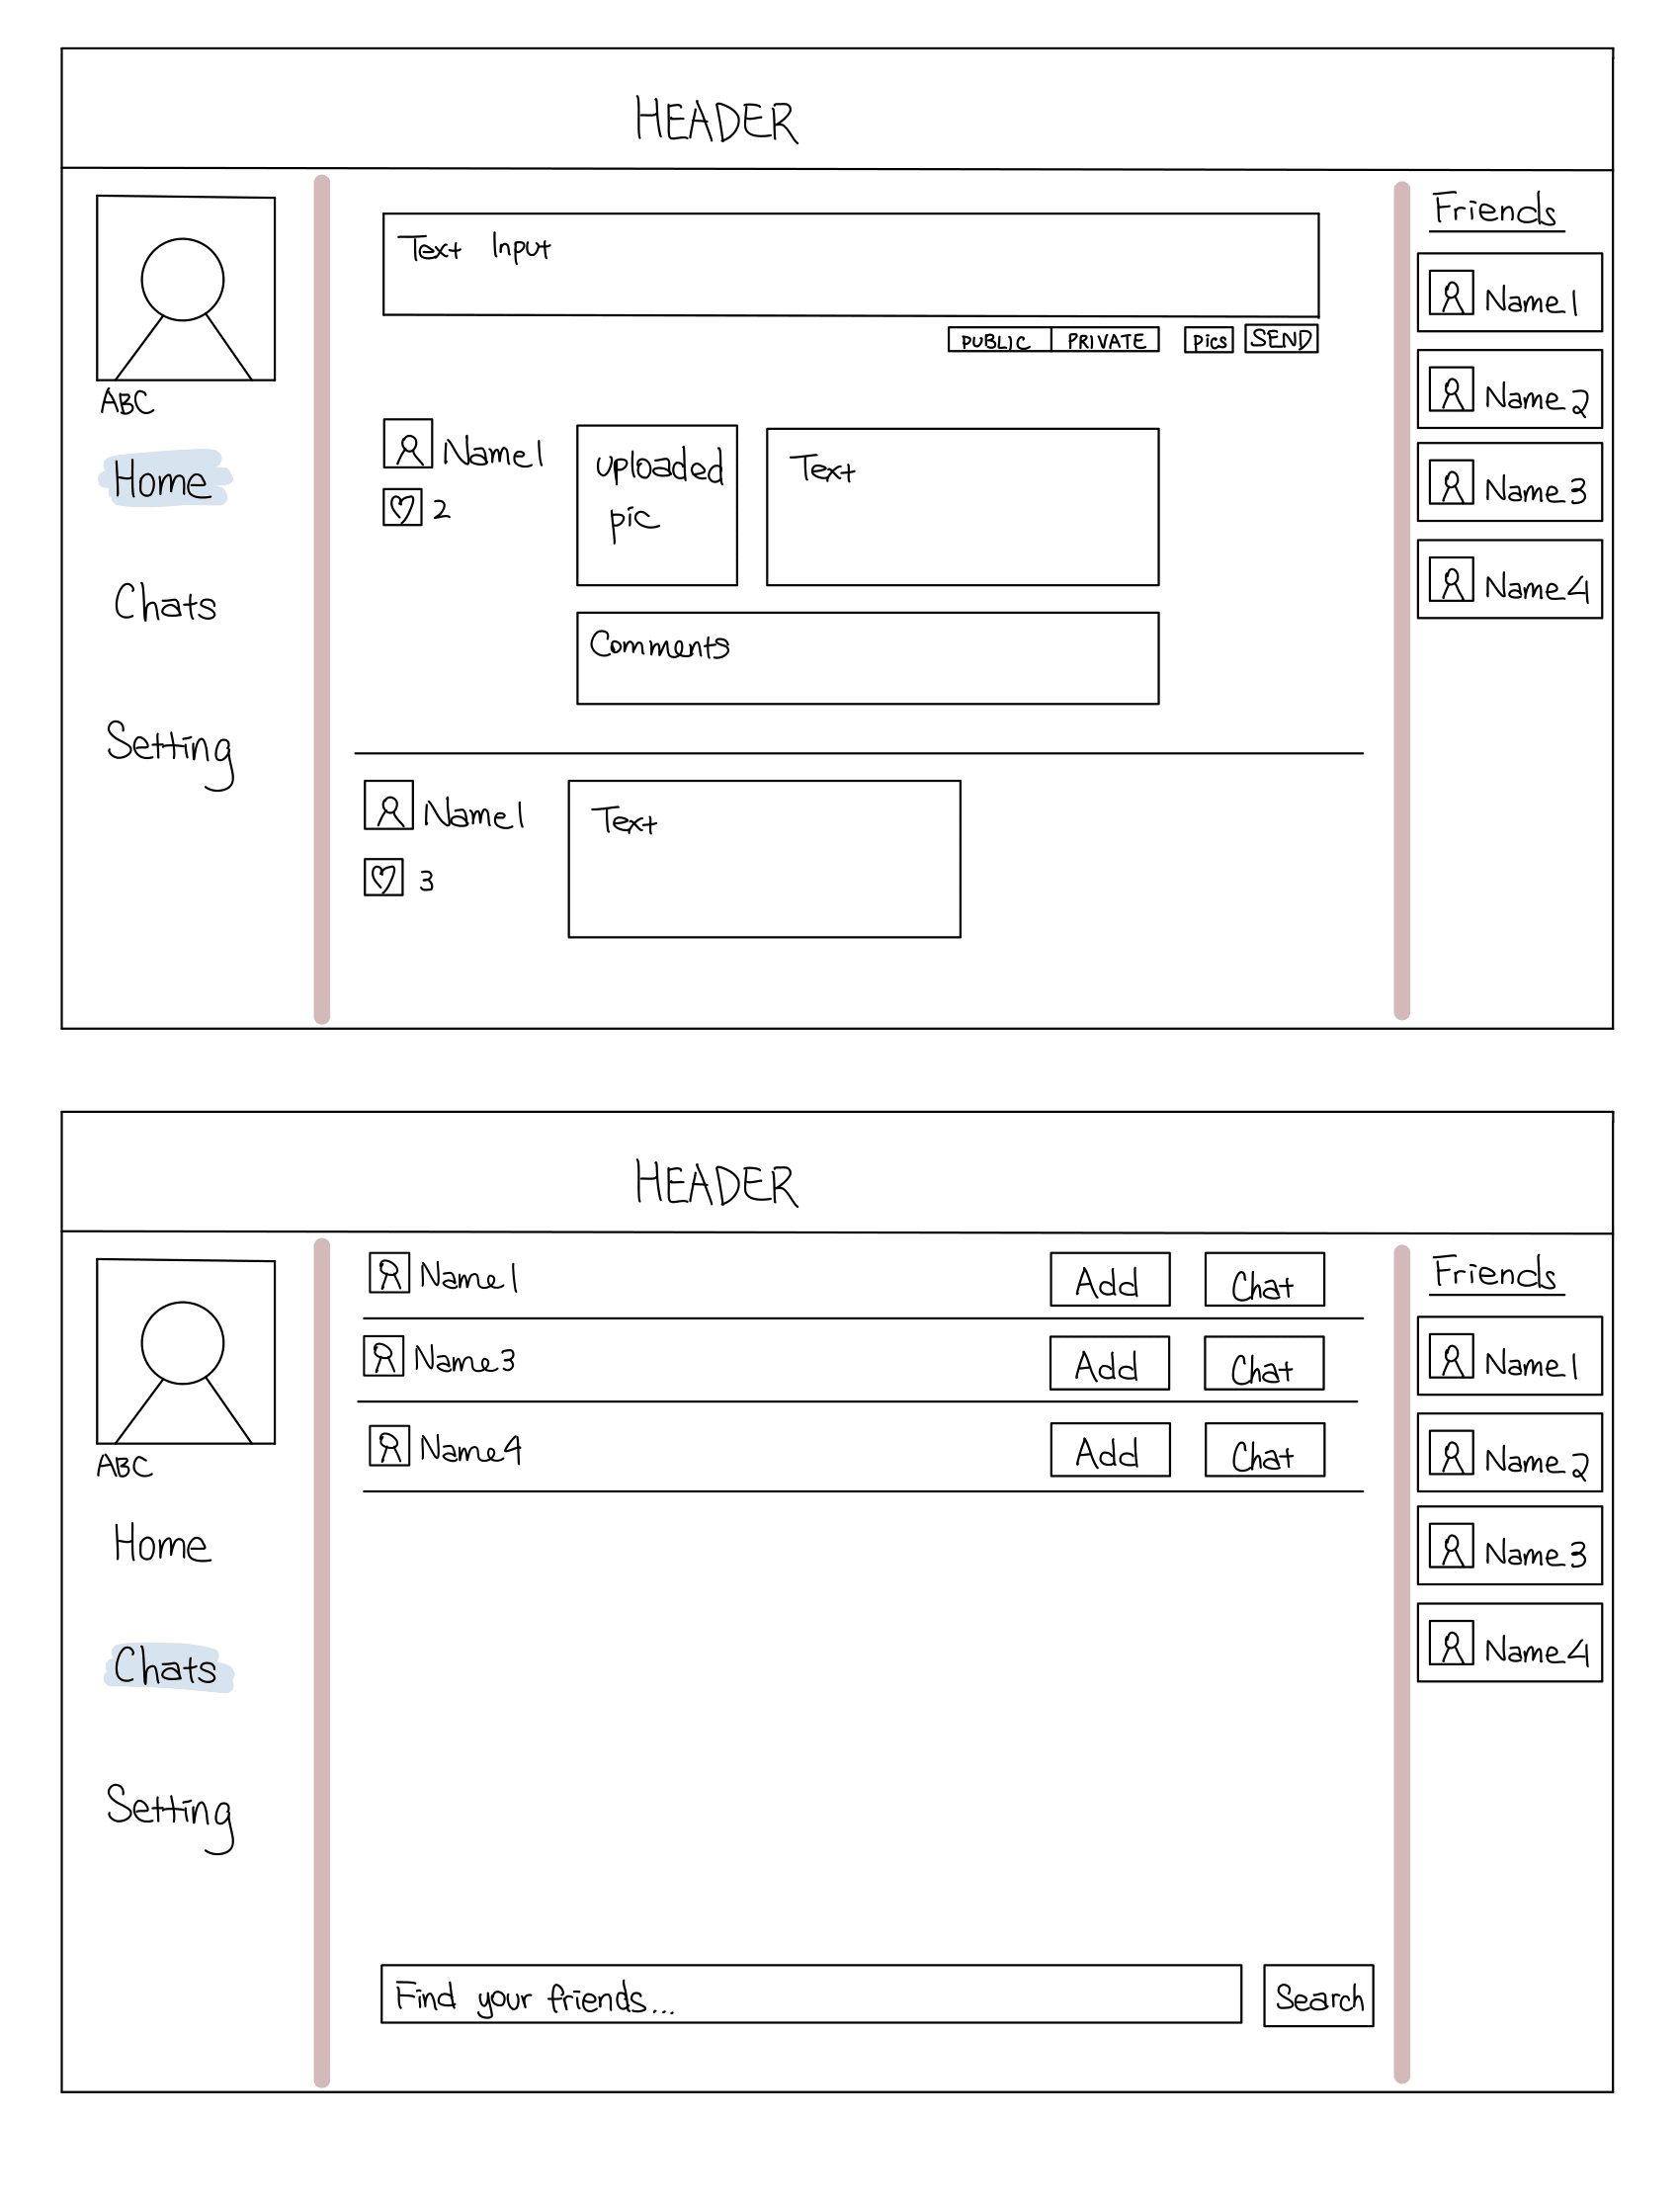 HEADER
ABC
Home
Chats
Setting
Text Input
PUBLIC PRIVATE pics SEND
Name1
2
uploaded
pic
Text
Comments
Name1
3
Text
Friends
Name1
Name2
Name3
Name4
HEADER
ABC
Home
Chats
Setting
Name1 Add Chat
Name3 Add Chat
Name4 Add Chat
Find your friends... Search
Friends
Name1
Name2
Name3
Name4